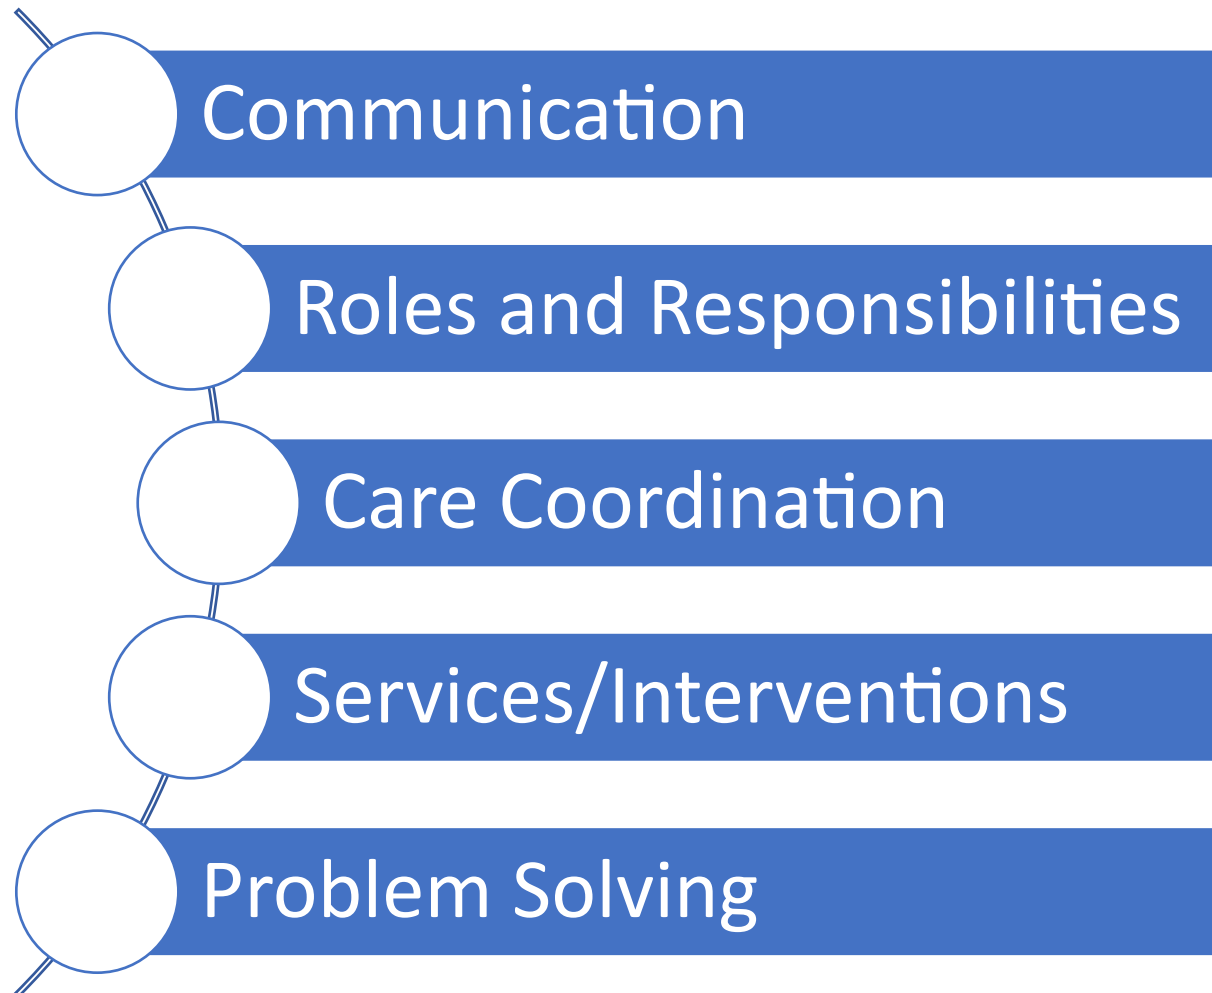 Communication
Roles and Responsibilities
Care Coordination
Services/Interventions
Problem Solving